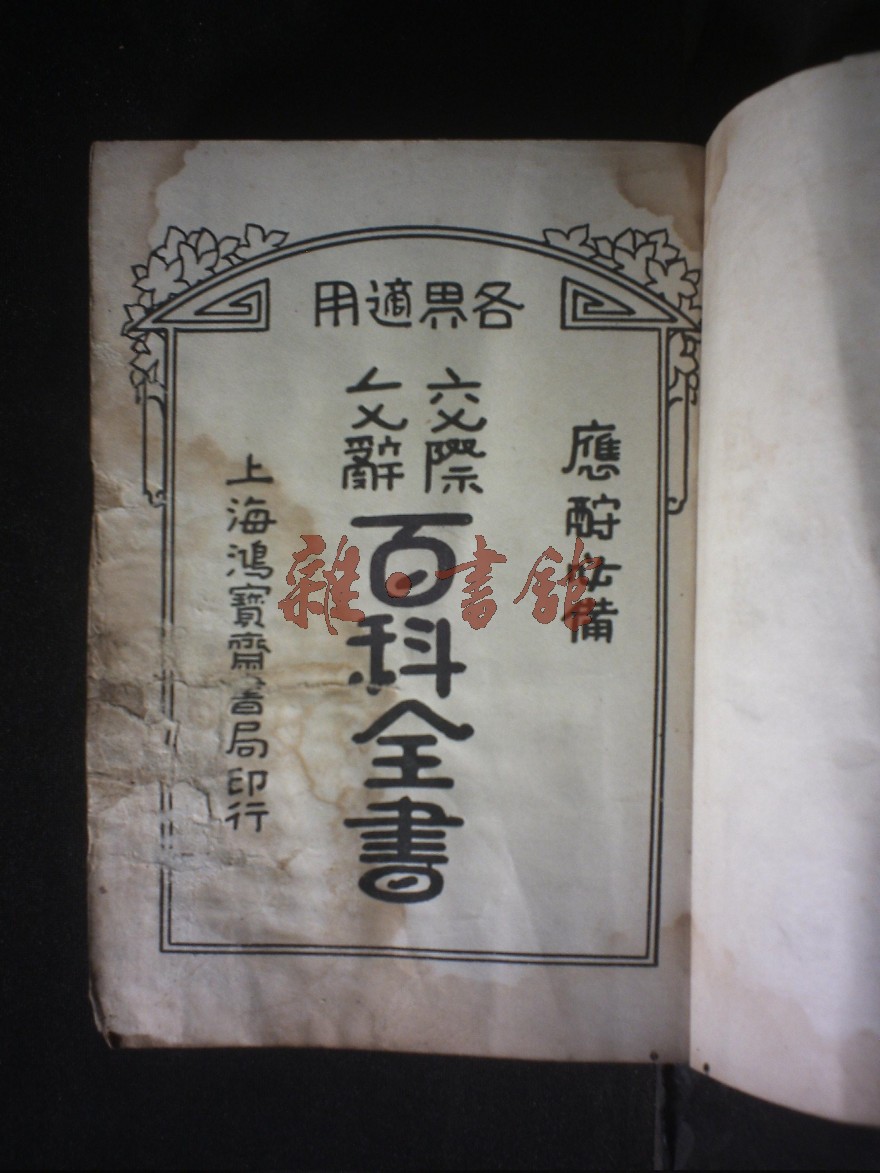 各界適用
應酧必備
交際
文辭
百科全書
上海鴻寶齋書局印行
雜·書館